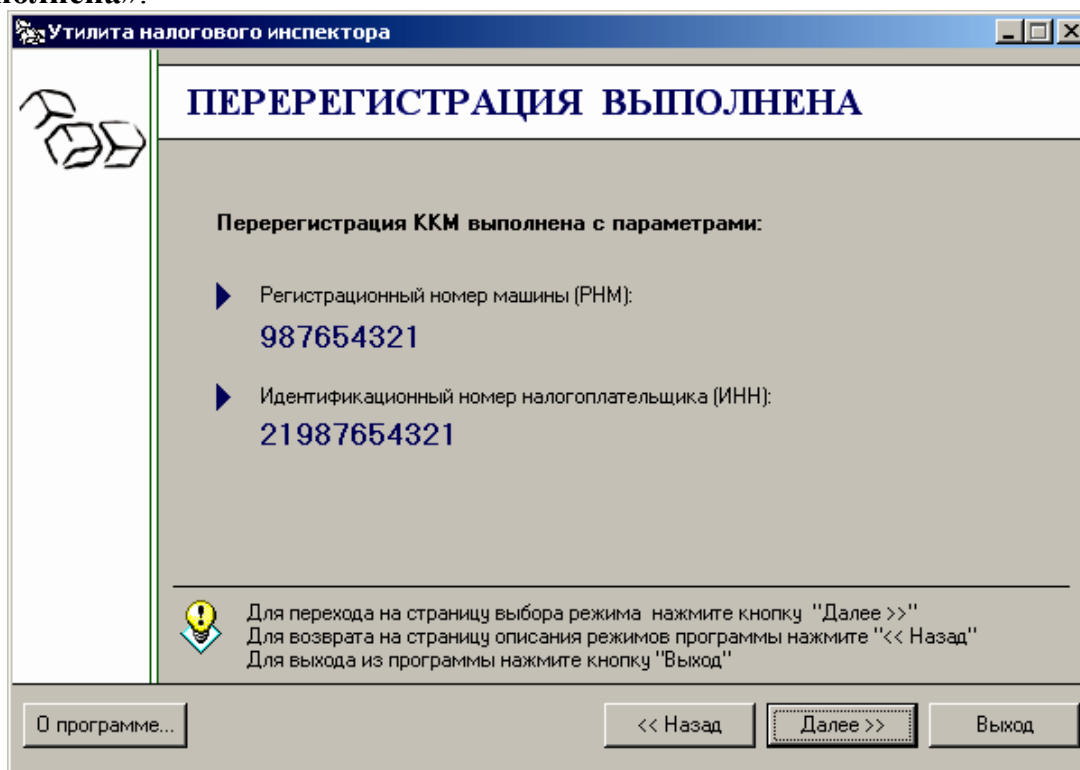 олнена».
Утилита налогового инспектора
ПЕРЕРЕГИСТРАЦИЯ ВЫПОЛНЕНА
Перерегистрация ККМ выполнена с параметрами:
Регистрационный номер машины (РНМ):
987654321
Идентификационный номер налогоплательщика (ИНН):
21987654321
Для перехода на страницу выбора режима нажмите кнопку "Далее >>"
Для возврата на страницу описания режимов программы нажмите "<< Назад"
Для выхода из программы нажмите кнопку "Выход"
О программе... << Назад Далее >> Выход